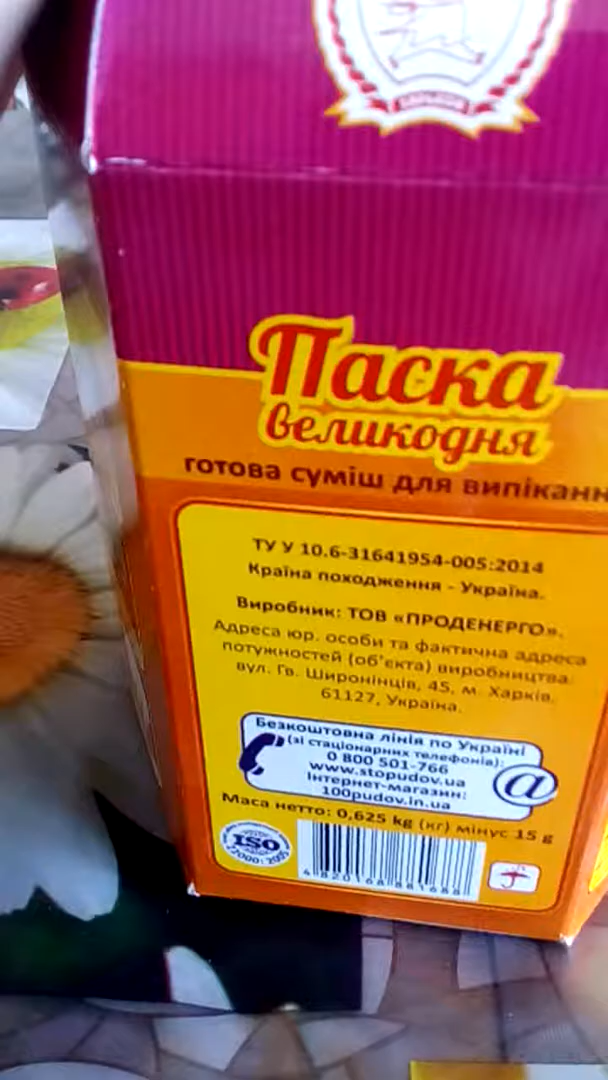 Паска
великодня
готова суміш для випіканн
ТУ У 10.6-31641954-005:2014
Країна походження - Україна.
Виробник: ТОВ «ПРОДЕНЕРГО».
Адреса юр. особи та фактична адреса
потужностей (об'єкта) виробництва:
вул. Гв. Широнінців, 45, м. Харків,
61127, Україна.
Безкоштовна лінія по Україні
(зі стаціонарних телефонів):
0 800 501-766
www.stopudov.ua
Інтернет-магазин:
100pudov.in.ua
@
Маса нетто: 0,625 kg (кг) мінус 15 g
ISO
22000:2005
4820168881688